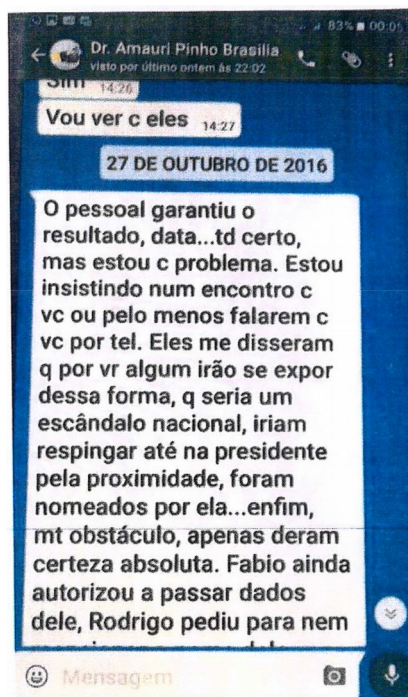 83% 00:05
Dr. Amauri Pinho Brasilia
visto por último ontem às 22:02
Sim 14:26
Vou ver c eles 14:27
27 DE OUTUBRO DE 2016
O pessoal garantiu o
resultado, data...td certo,
mas estou c problema. Estou
insistindo num encontro c
vc ou pelo menos falarem c
vc por tel. Eles me disseram
q por vr algum irão se expor
dessa forma, q seria um
escândalo nacional, iriam
respingar até na presidente
pela proximidade, foram
nomeados por ela...enfim,
mt obstáculo, apenas deram
certeza absoluta. Fabio ainda
autorizou a passar dados
dele, Rodrigo pediu para nem
Mensagem